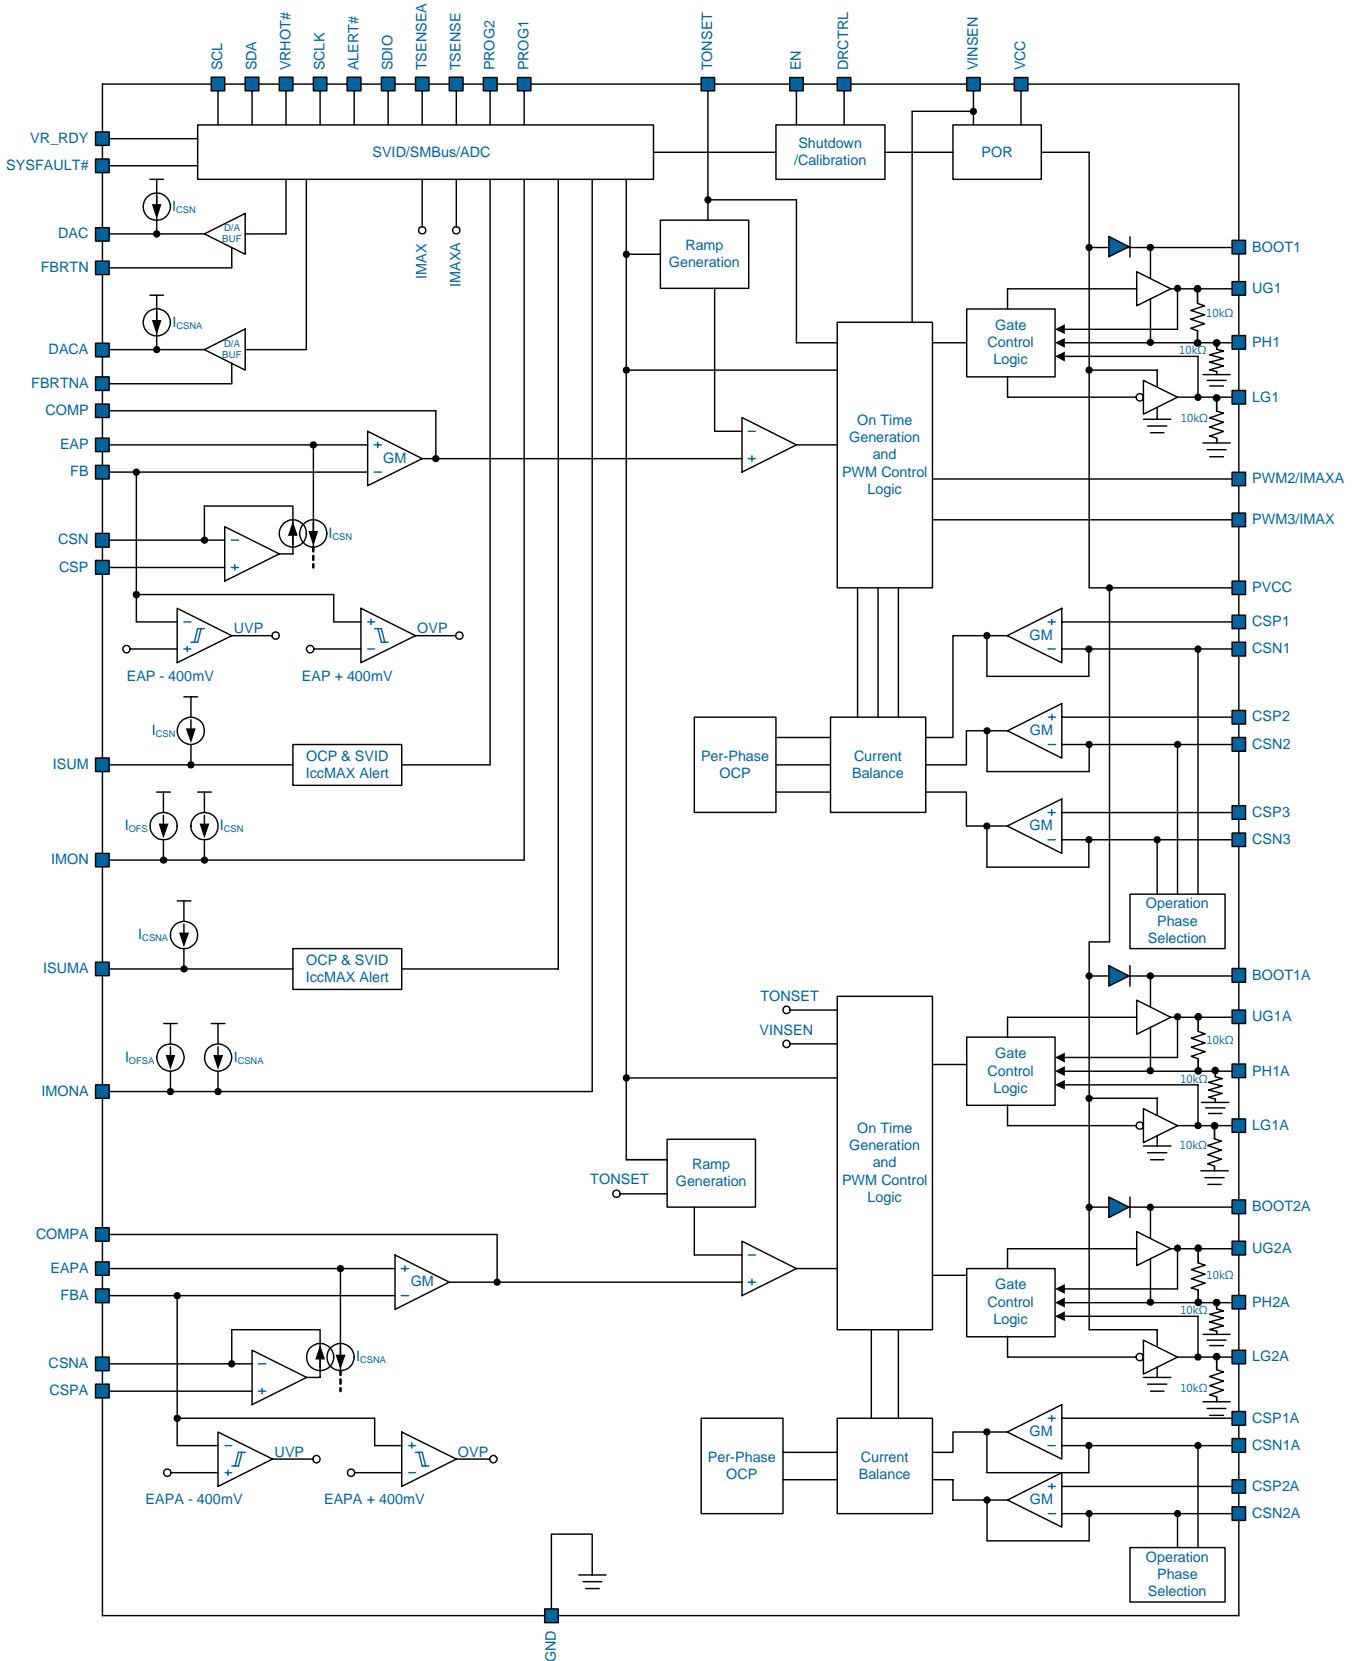 SCL
SDA
VRHOT#
SCLK
ALERT#
SDIO
TSENSEA
TSENSE
PROG2
PROG1
TONSET
EN
DRCTRL
VINSEN
VCC
VR_RDY
SYSFAULT#
SVID/SMBus/ADC
Shutdown
/Calibration
POR
ICSN
DAC
D/A
BUF
FBRTN
IMAX
IMAXA
Ramp
Generation
BOOT1
UG1
10kΩ
Gate
Control
Logic
PH1
10kΩ
LG1
10kΩ
ICSNA
DACA
D/A
BUF
FBRTNA
COMP
EAP
FB
+
GM
−
−
+
On Time
Generation
and
PWM Control
Logic
PWM2/IMAXA
PWM3/IMAX
CSN
CSP
−
+
ICSN
PVCC
−
+
UVP
EAP - 400mV
+
−
OVP
EAP + 400mV
CSP1
CSN1
+
GM
−
CSP2
CSN2
+
GM
−
CSP3
CSN3
+
GM
−
ICSN
ISUM
OCP & SVID
IccMAX Alert
Per-Phase
OCP
Current
Balance
IOFS
ICSN
IMON
Operation
Phase
Selection
ICSNA
ISUMA
OCP & SVID
IccMAX Alert
IOFSA
ICSNA
IMONA
TONSET
VINSEN
BOOT1A
UG1A
10kΩ
Gate
Control
Logic
PH1A
10kΩ
LG1A
10kΩ
On Time
Generation
and
PWM Control
Logic
Ramp
Generation
TONSET
BOOT2A
UG2A
10kΩ
Gate
Control
Logic
PH2A
10kΩ
LG2A
10kΩ
COMPA
EAPA
FBA
+
GM
−
−
+
CSNA
CSPA
−
+
ICSNA
−
+
UVP
EAPA - 400mV
+
−
OVP
EAPA + 400mV
Per-Phase
OCP
Current
Balance
CSP1A
CSN1A
+
GM
−
CSP2A
CSN2A
+
GM
−
Operation
Phase
Selection
GND